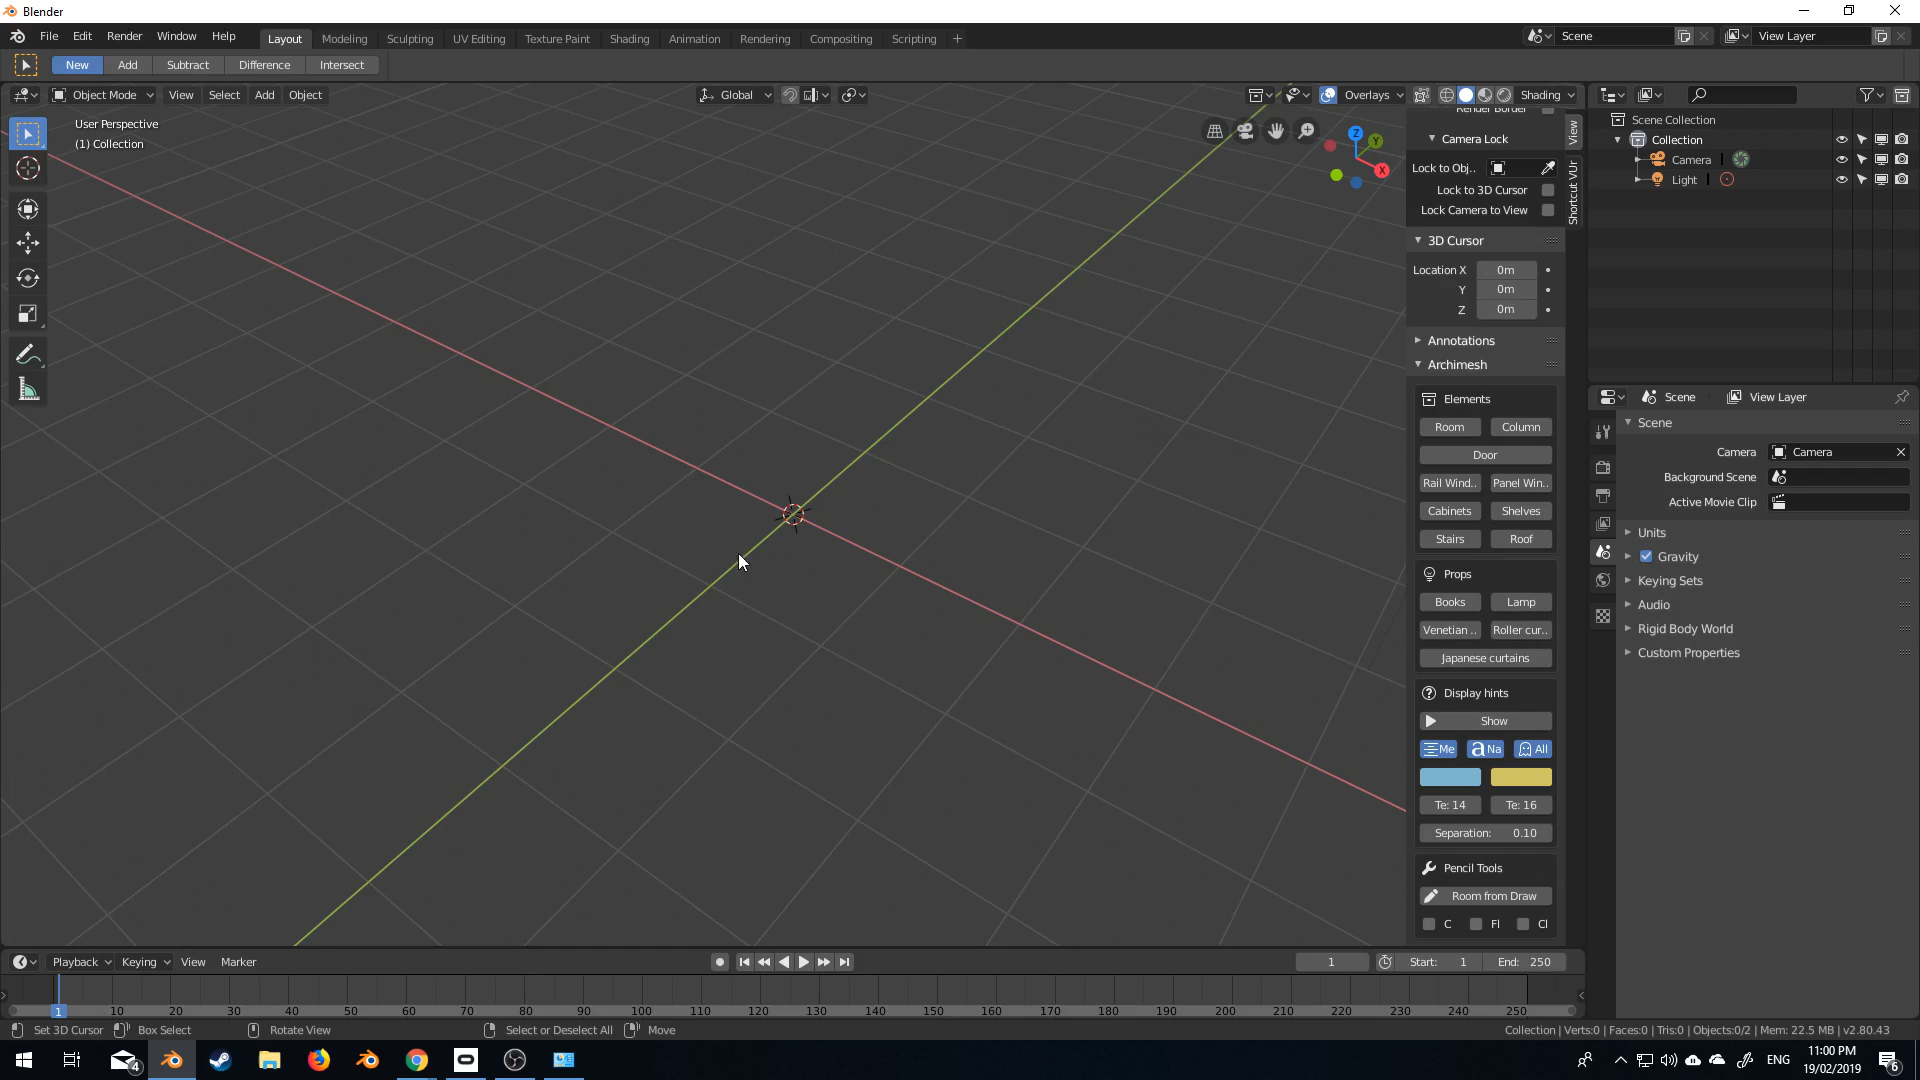 Blender
File Edit Render Window Help Layout Modeling Sculpting UV Editing Texture Paint Shading Animation Rendering Compositing Scripting + Scene View Layer
New Add Subtract Difference Intersect
Object Mode View Select Add Object Global Overlays Shading
User Perspective
(1) Collection
Z
Y
X
Render Border
Camera Lock
Lock to Obj..
Lock to 3D Cursor
Lock Camera to View
3D Cursor
Location X 0m
Y 0m
Z 0m
Annotations
Archimesh
Elements
Room Column
Door
Rail Wind.. Panel Win..
Cabinets Shelves
Stairs Roof
Props
Books Lamp
Venetian .. Roller cur..
Japanese curtains
Display hints
Show
Me a Na All
Te: 14 Te: 16
Separation: 0.10
Pencil Tools
Room from Draw
C Fl Cl
View
Shortcut VUr
Scene Collection
Collection
Camera
Light
Scene View Layer
Scene
Camera Camera
Background Scene
Active Movie Clip
Units
Gravity
Keying Sets
Audio
Rigid Body World
Custom Properties
Playback Keying View Marker 1 Start: 1 End: 250
1 10 20 30 40 50 60 70 80 90 100 110 120 130 140 150 160 170 180 190 200 210 220 230 240 250
Set 3D Cursor Box Select Rotate View Select or Deselect All Move Collection | Verts:0 | Faces:0 | Tris:0 | Objects:0/2 | Mem: 22.5 MB | v2.80.43
4 ENG 11:00 PM
19/02/2019 6